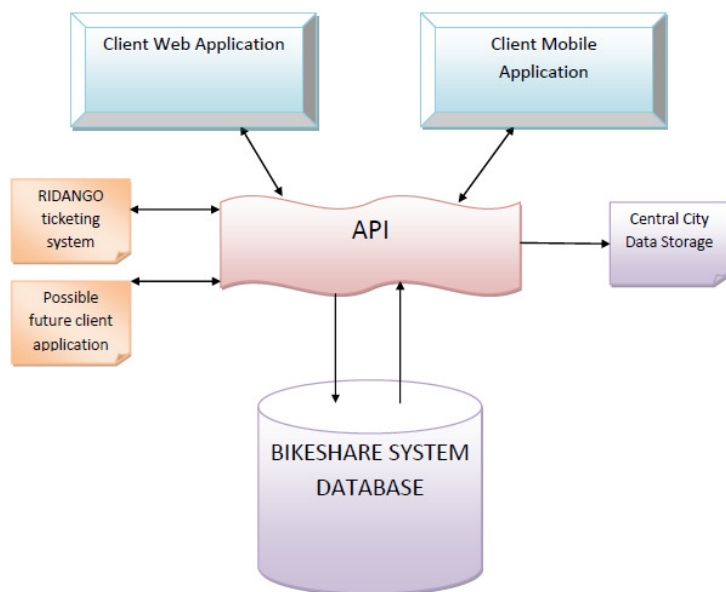 Client Web Application
Client Mobile
Application
RIDANGO
ticketing
system
API
Central City
Data Storage
Possible
future client
application
BIKESHARE SYSTEM
DATABASE